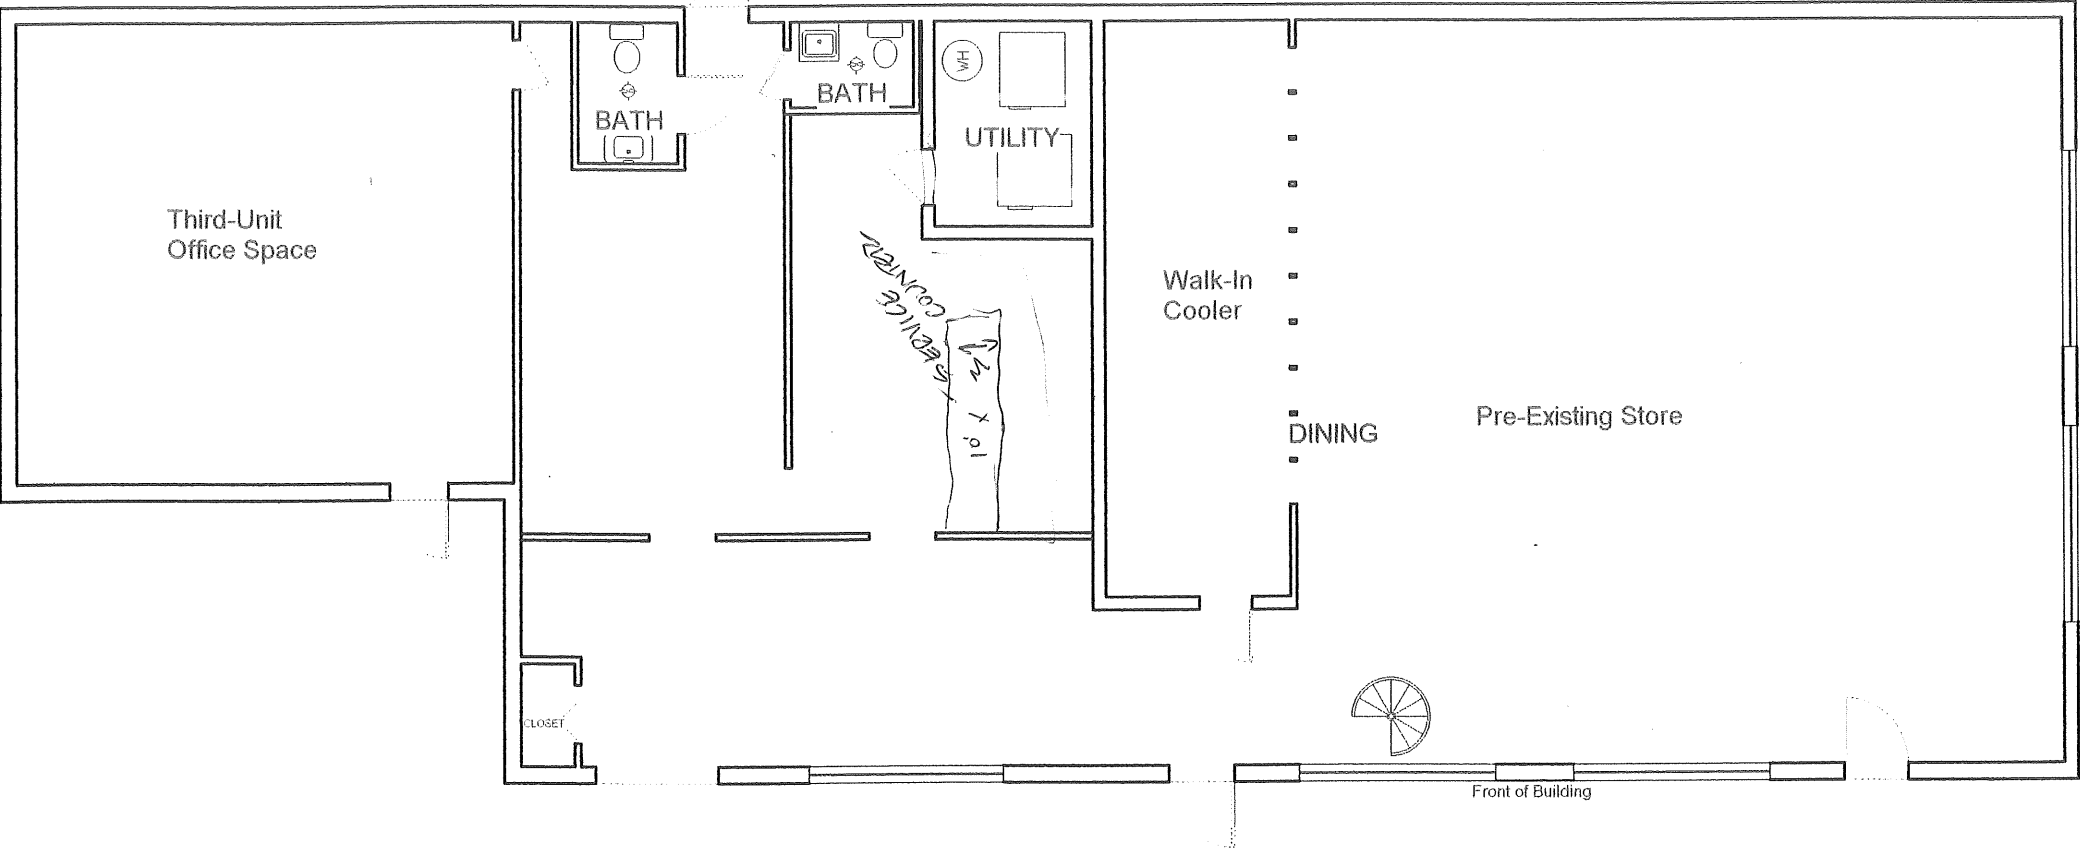 WH
BATH
BATH
UTILITY
Third-Unit
Office Space
SERVICE
COUNTER
Walk-In
Cooler
10' X
DINING
Pre-Existing Store
CLOSET
Front of Building